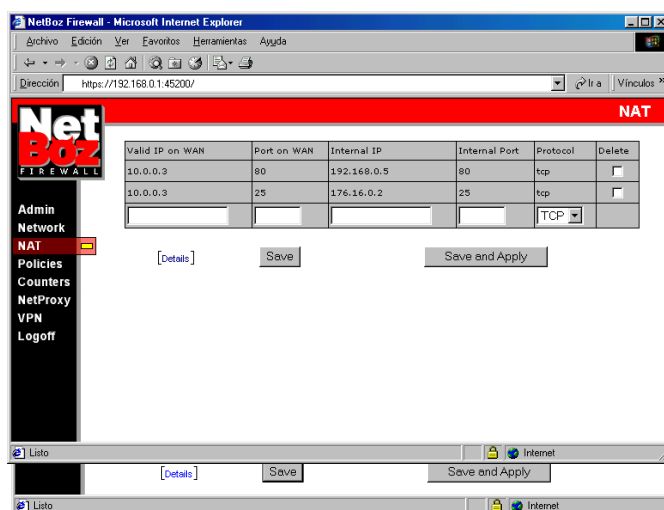 NetBoz Firewall - Microsoft Internet Explorer
Archivo Edición Ver Favoritos Herramientas Ayuda
Dirección https://192.168.0.1:45200/ Ir a Vínculos »
NAT
Net
BOZ
FIREWALL
Valid IP on WAN Port on WAN Internal IP Internal Port Protocol Delete
10.0.0.3 80 192.168.0.5 80 tcp
10.0.0.3 25 176.16.0.2 25 tcp
TCP
Admin
Network
NAT
Policies
Counters
NetProxy
VPN
Logoff
[Details] Save Save and Apply
Listo Internet
[Details] Save Save and Apply
Listo Internet